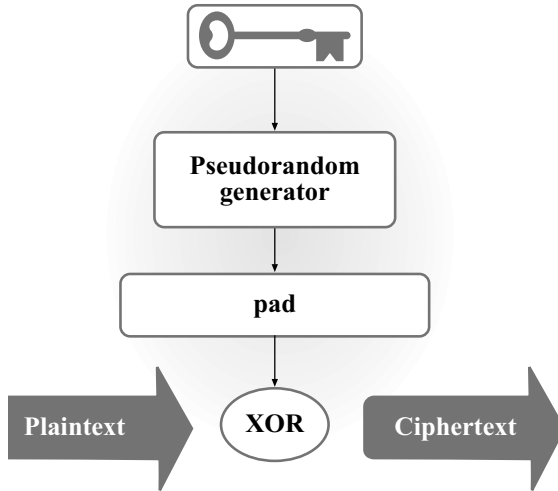 Pseudorandom
generator
pad
Plaintext
XOR
Ciphertext